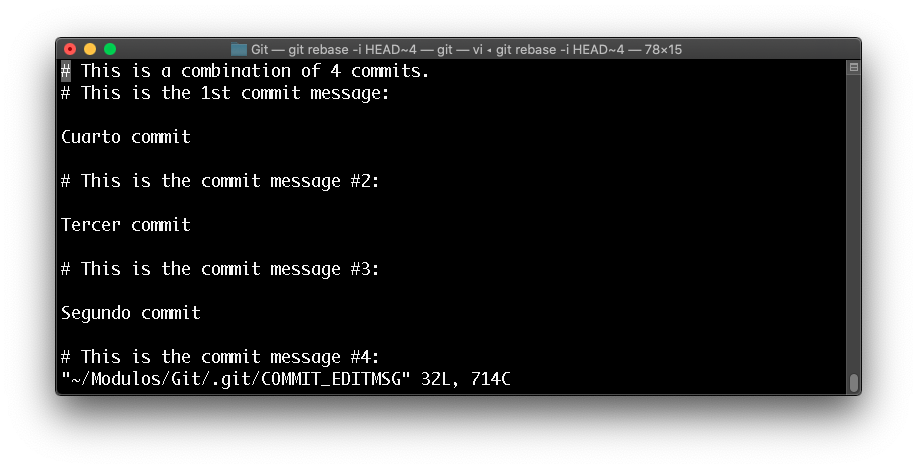 Git — git rebase -i HEAD~4 — git — vi ◂ git rebase -i HEAD~4 — 78×15
# This is a combination of 4 commits.
# This is the 1st commit message:
Cuarto commit
# This is the commit message #2:
Tercer commit
# This is the commit message #3:
Segundo commit
# This is the commit message #4:
"~/Modulos/Git/.git/COMMIT_EDITMSG" 32L, 714C